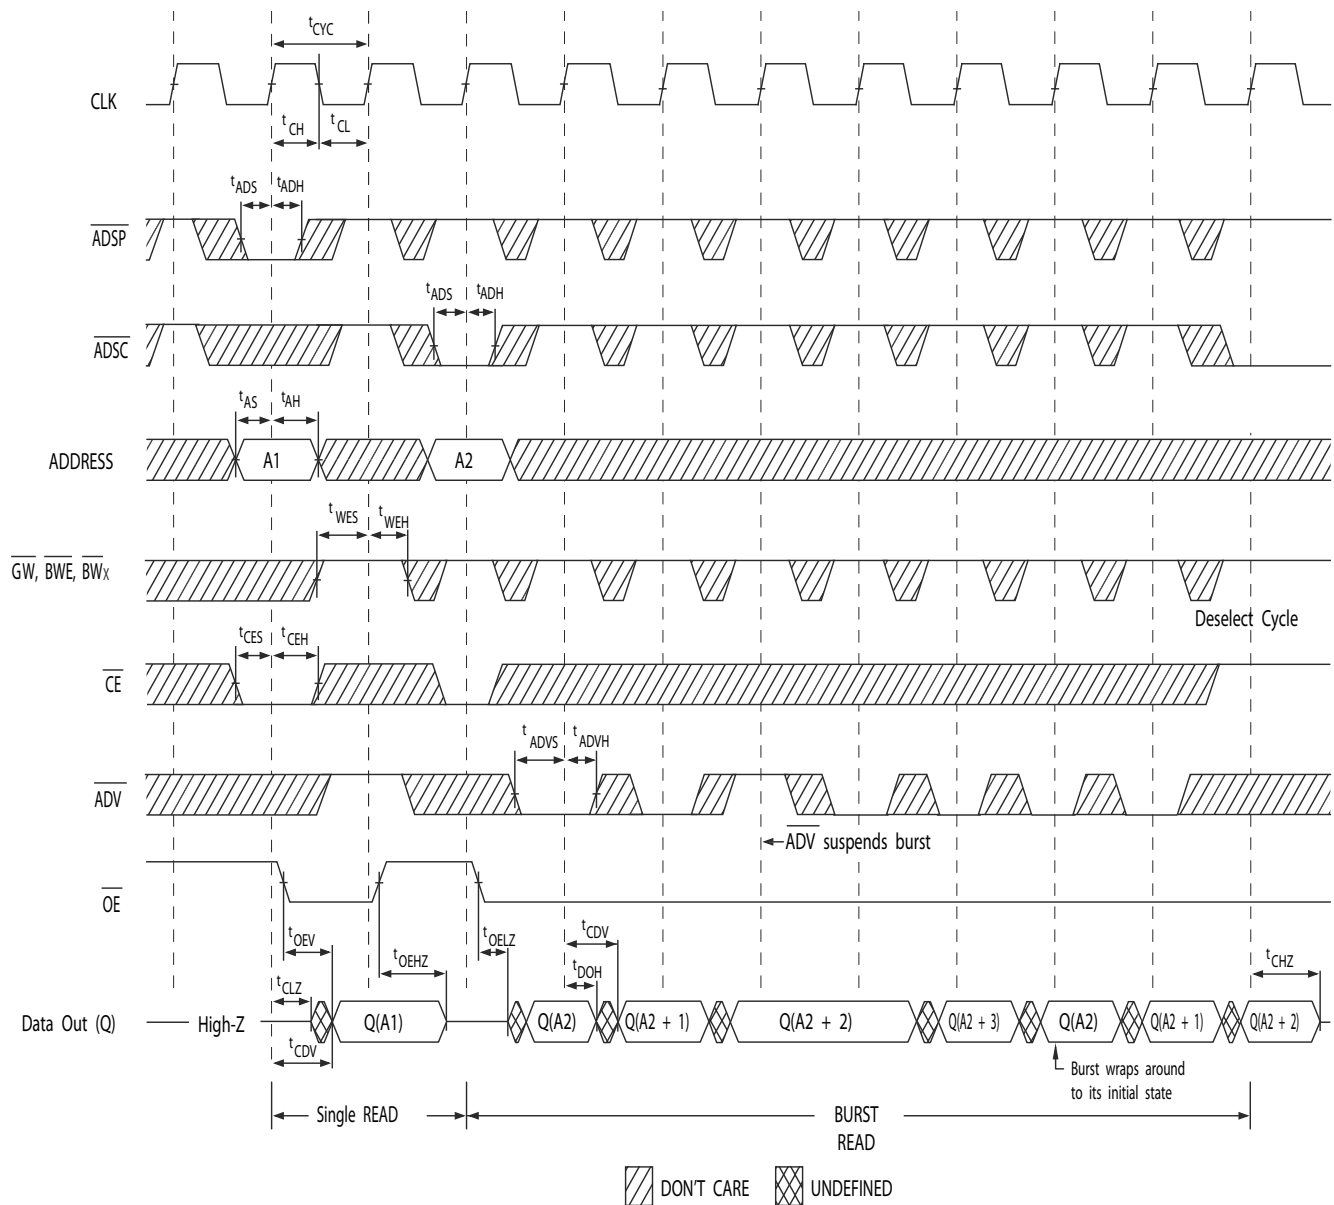 tCYC
CLK
tCH
tCL
tADS
tADH
ADSP
tADS
tADH
ADSC
tAS
tAH
ADDRESS
A1
A2
tWES
tWEH
GW, BWE, BWX
Deselect Cycle
tCES
tCEH
CE
tADVS
tADVH
ADV
ADV suspends burst
OE
tOEV
tOEHZ
tOELZ
tCDV
tDOH
tCHZ
tCLZ
Data Out (Q)
High-Z
Q(A1)
Q(A2)
Q(A2 + 1)
Q(A2 + 2)
Q(A2 + 3)
Q(A2)
Q(A2 + 1)
Q(A2 + 2)
tCDV
Burst wraps around
to its initial state
Single READ
BURST
READ
DON'T CARE
UNDEFINED